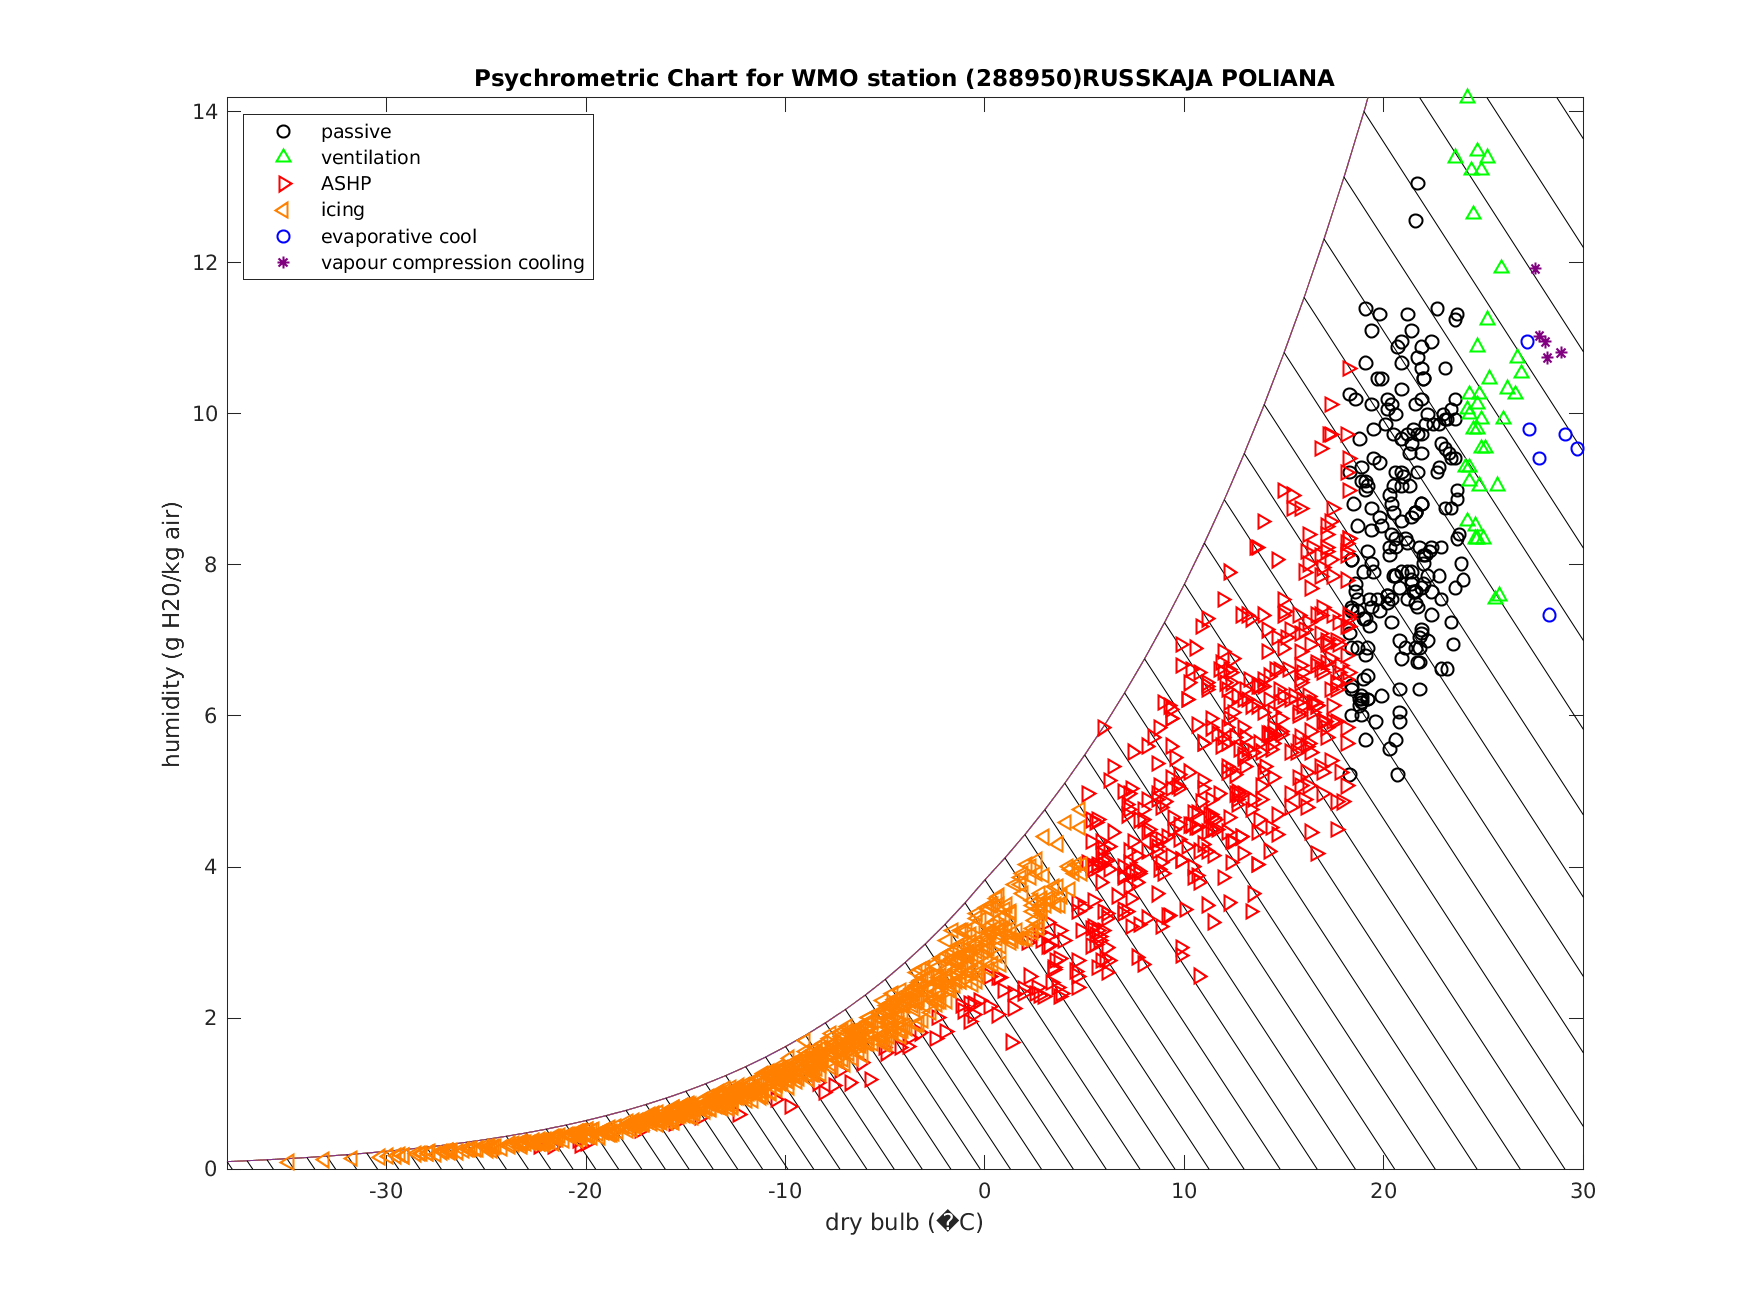 Psychrometric Chart for WMO station (288950)RUSSKAJA POLIANA
passive
ventilation
ASHP
icing
evaporative cool
vapour compression cooling
14
12
10
8
6
4
2
0
humidity (g H20/kg air)
-30
-20
-10
0
10
20
30
dry bulb (�C)